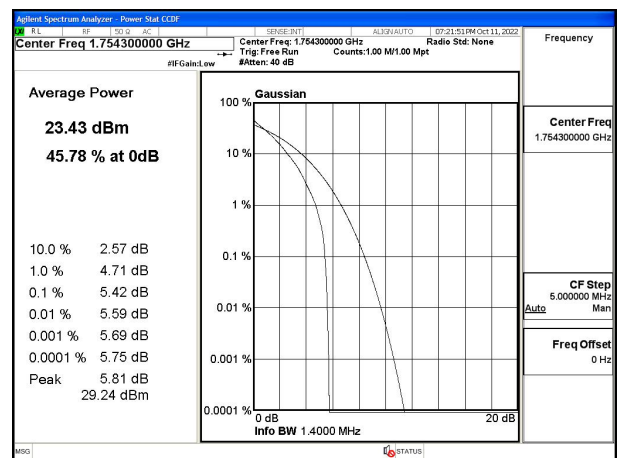 Agilent Spectrum Analyzer - Power Stat CCDF
RL RF 50 Ω AC SENSE:INT ALIGN AUTO 07:21:51 PM Oct 11, 2022
Center Freq 1.754300000 GHz
Center Freq: 1.754300000 GHz Radio Std: None
Trig: Free Run Counts:1.00 M/1.00 Mpt
#IFGain:Low #Atten: 40 dB
Frequency
Average Power
23.43 dBm
45.78 % at 0dB
10.0 % 2.57 dB
1.0 % 4.71 dB
0.1 % 5.42 dB
0.01 % 5.59 dB
0.001 % 5.69 dB
0.0001 % 5.75 dB
Peak 5.81 dB
29.24 dBm
Gaussian
100 %
10 %
1 %
0.1 %
0.01 %
0.001 %
0.0001 %
0 dB 20 dB
Info BW 1.4000 MHz
Center Freq
1.754300000 GHz
CF Step
5.000000 MHz
Auto Man
Freq Offset
0 Hz
MSG STATUS